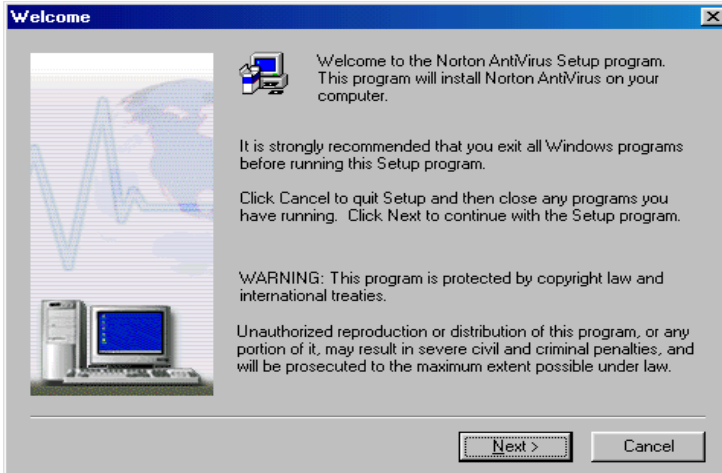 Welcome
Welcome to the Norton AntiVirus Setup program.
This program will install Norton AntiVirus on your
computer.
It is strongly recommended that you exit all Windows programs
before running this Setup program.
Click Cancel to quit Setup and then close any programs you
have running.  Click Next to continue with the Setup program.
WARNING: This program is protected by copyright law and
international treaties.
Unauthorized reproduction or distribution of this program, or any
portion of it, may result in severe civil and criminal penalties, and
will be prosecuted to the maximum extent possible under law.
Next >
Cancel